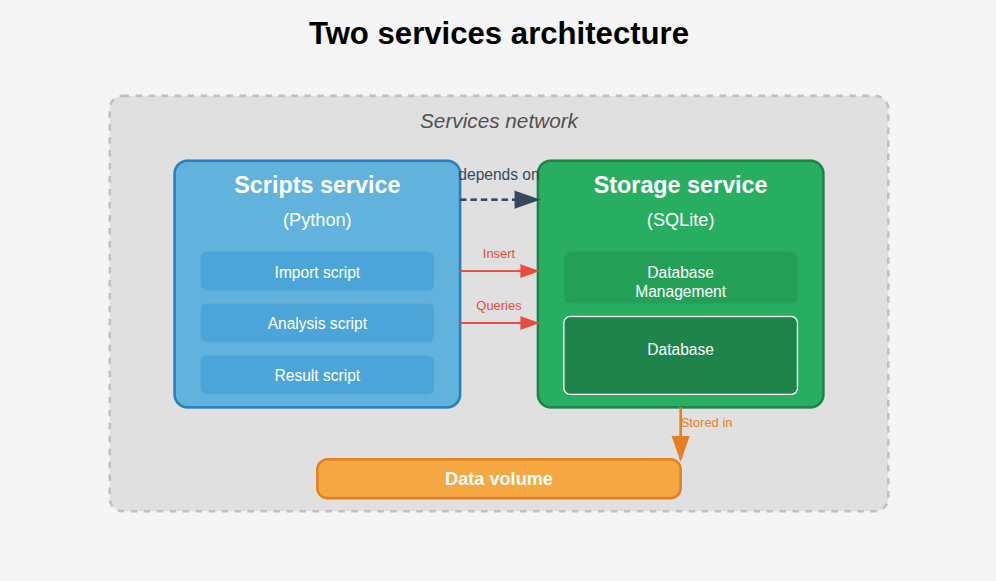 Two services architecture
Services network
depends on
Scripts service
(Python)
Import script
Analysis script
Result script
Insert
Queries
Storage service
(SQLite)
Database
Management
Database
Stored in
Data volume